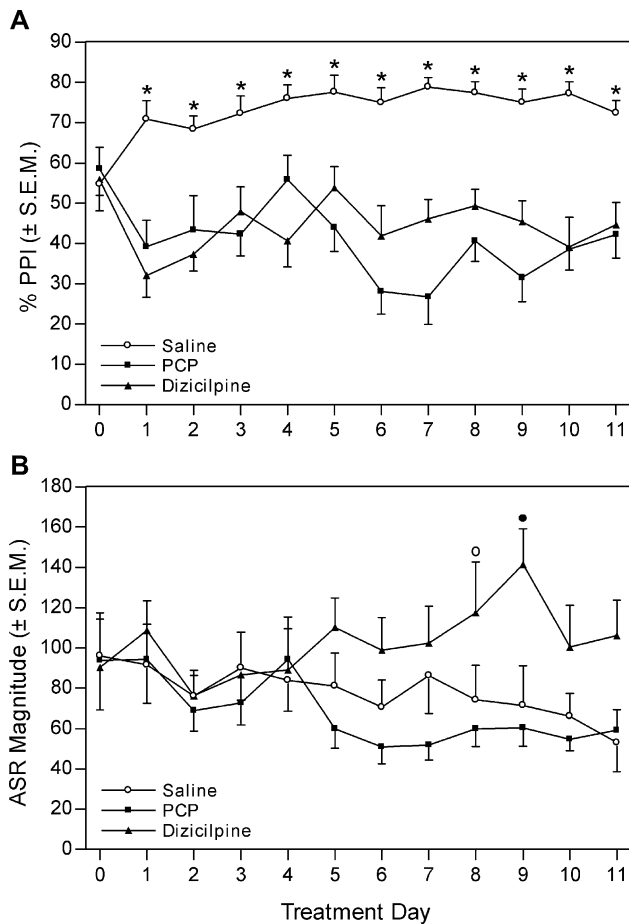 A
% PPI (± S.E.M.)
90
80
70
60
50
40
30
20
10
0
* * * * * * * * * * *
Saline
PCP
Dizicilpine
0 1 2 3 4 5 6 7 8 9 10 11
B
ASR Magnitude (± S.E.M.)
180
160
140
120
100
80
60
40
20
0
Saline
PCP
Dizicilpine
0 1 2 3 4 5 6 7 8 9 10 11
Treatment Day